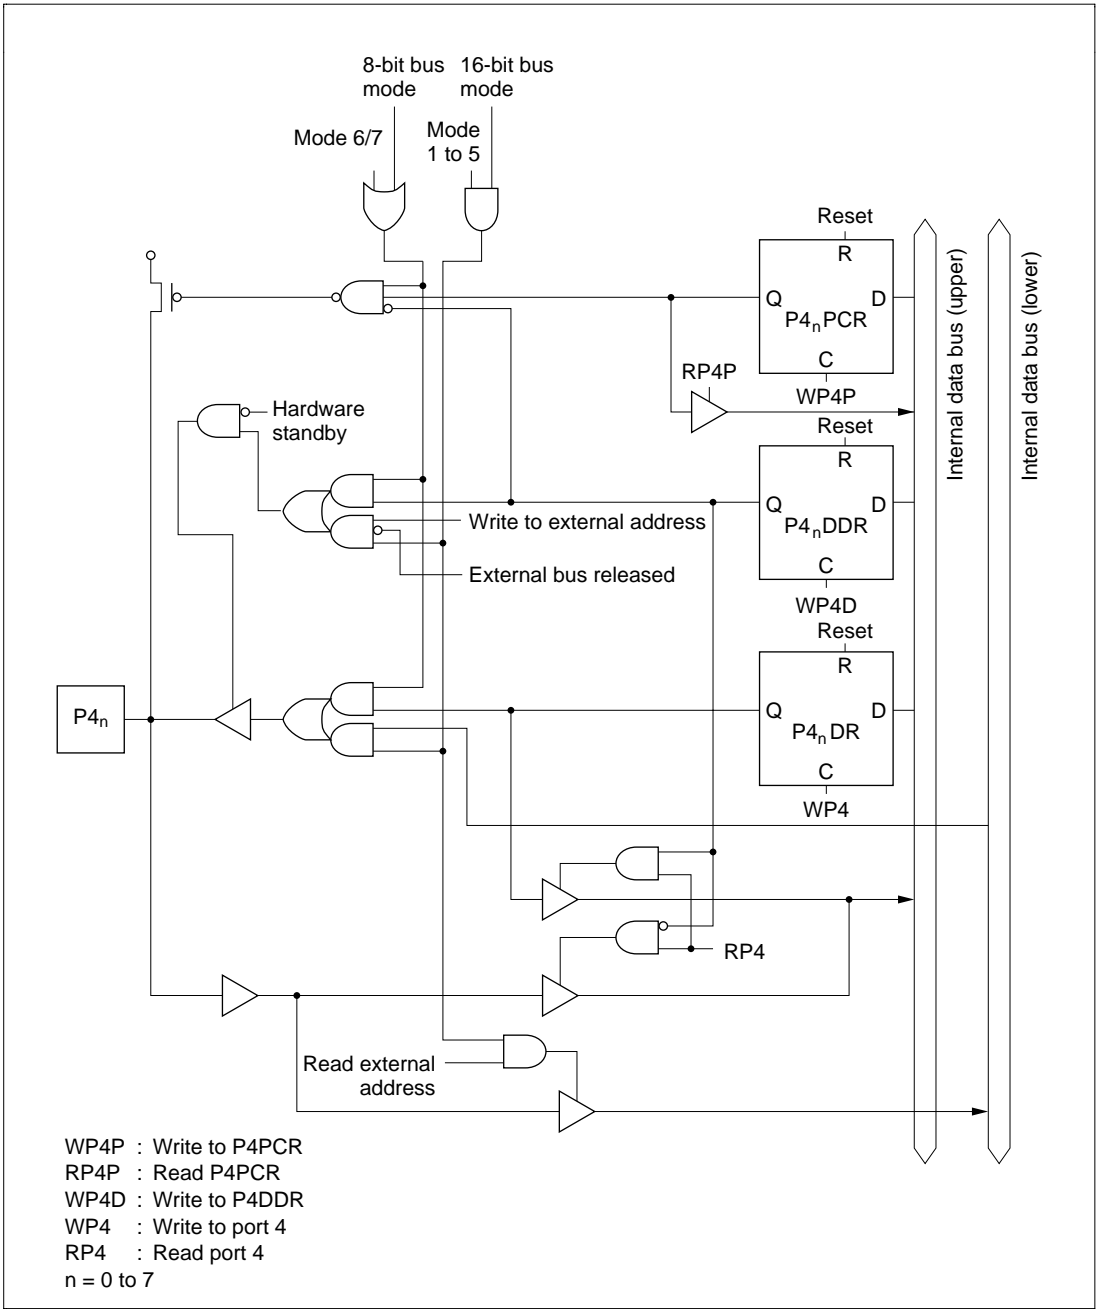 8-bit bus
mode
16-bit bus
mode
Mode 6/7
Mode
1 to 5
Reset
R
Q
D
P4nPCR
C
WP4P
RP4P
Hardware
standby
Reset
R
Q
D
P4nDDR
C
WP4D
Write to external address
External bus released
Reset
R
Q
D
P4nDR
C
WP4
P4n
RP4
Read external
address
Internal data bus (upper)
Internal data bus (lower)
WP4P : Write to P4PCR
RP4P : Read P4PCR
WP4D : Write to P4DDR
WP4 : Write to port 4
RP4 : Read port 4
n = 0 to 7